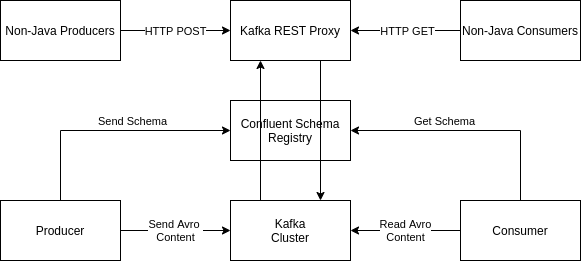 Non-Java Producers
HTTP POST
Kafka REST Proxy
HTTP GET
Non-Java Consumers
Send Schema
Confluent Schema
Registry
Get Schema
Producer
Send Avro
Content
Kafka
Cluster
Read Avro
Content
Consumer